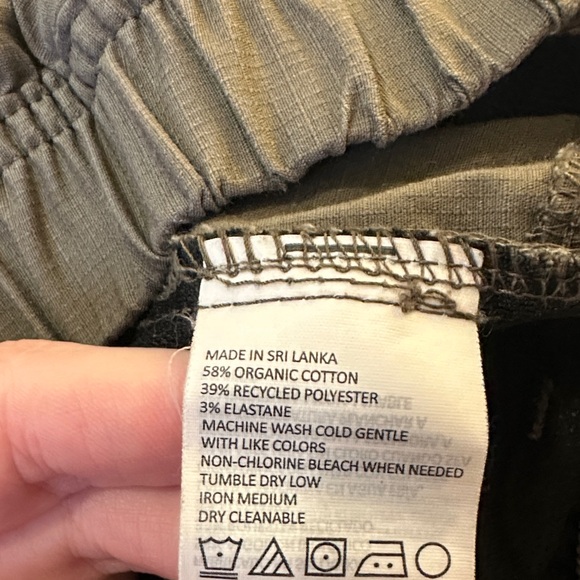 MADE IN SRI LANKA
58% ORGANIC COTTON
39% RECYCLED POLYESTER
3% ELASTANE
MACHINE WASH COLD GENTLE
WITH LIKE COLORS
NON-CHLORINE BLEACH WHEN NEEDED
TUMBLE DRY LOW
IRON MEDIUM
DRY CLEANABLE